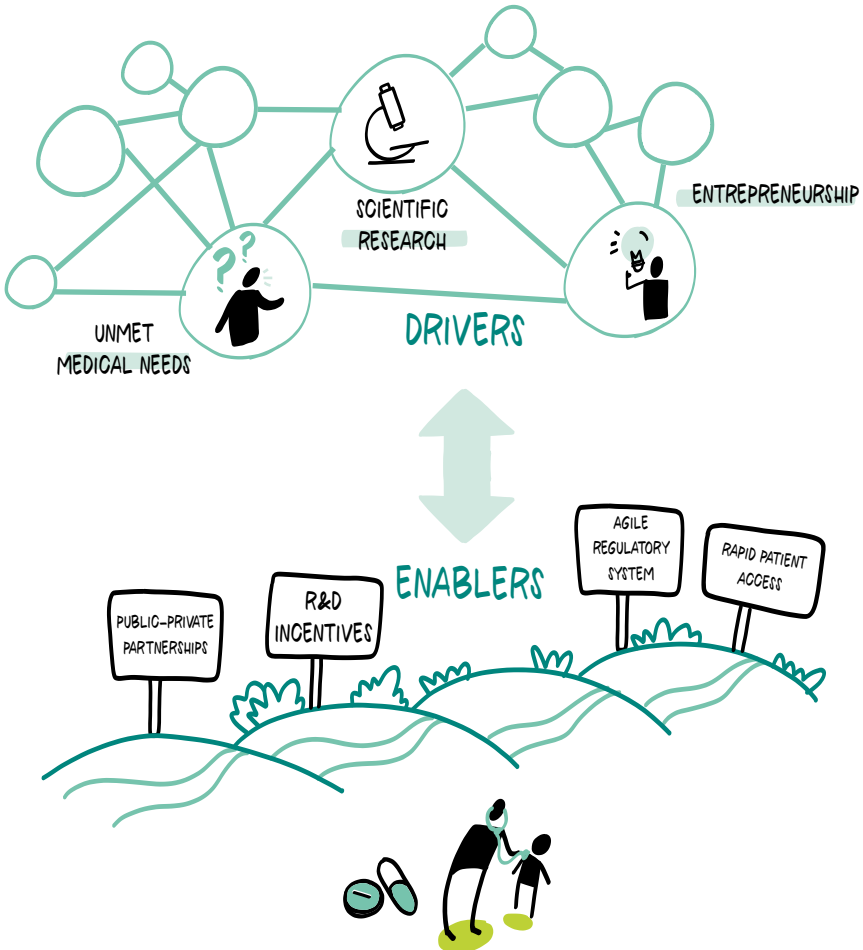 SCIENTIFIC
RESEARCH
ENTREPRENEURSHIP
??
UNMET
MEDICAL NEEDS
DRIVERS
ENABLERS
PUBLIC-PRIVATE
PARTNERSHIPS
R&D
INCENTIVES
AGILE
REGULATORY
SYSTEM
RAPID PATIENT
ACCESS